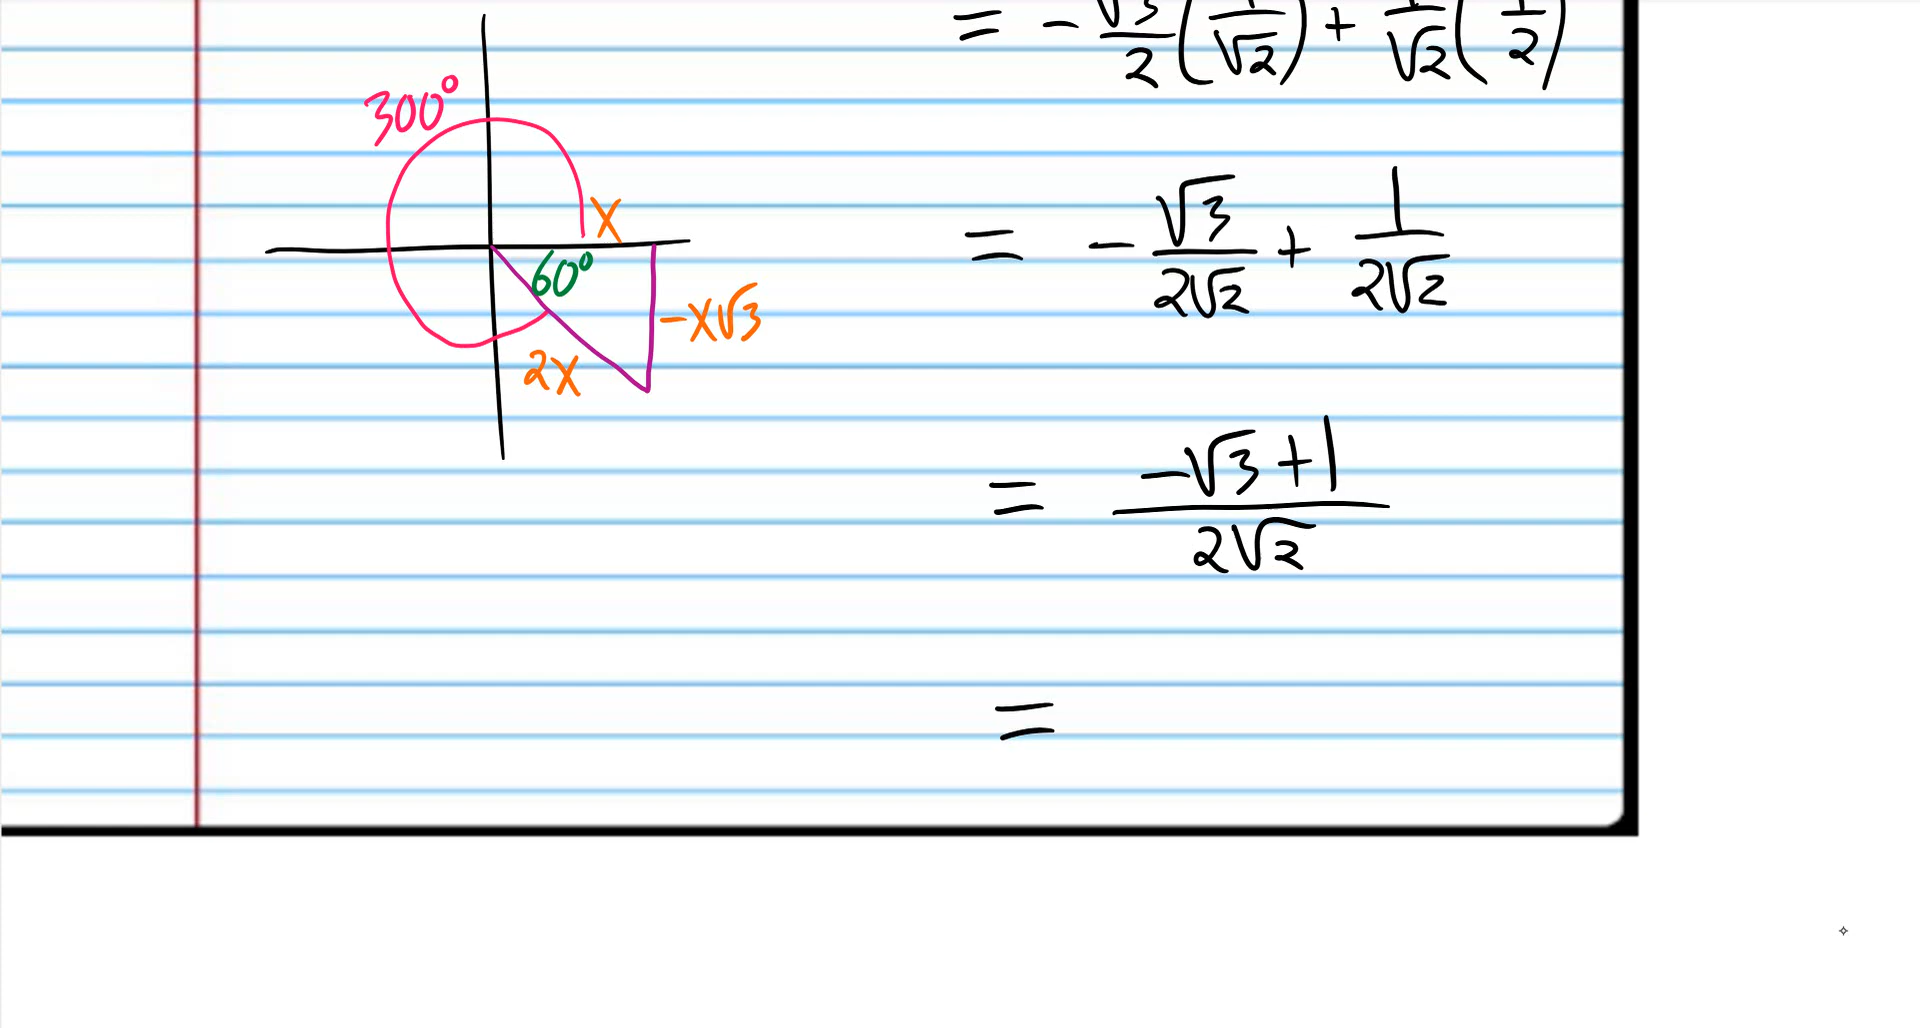 = -√3/2 (1/√2) + 1/√2 (1/2)
300°
x
60°
-x√3
2x
= -√3/2√2 + 1/2√2
= -√3+1/2√2
=